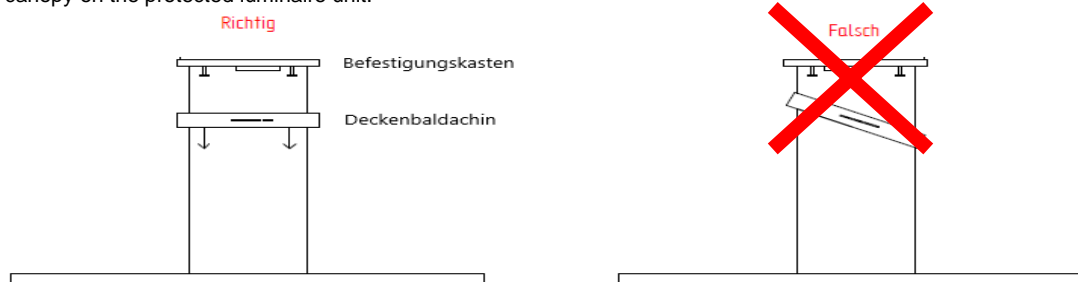 canopy on the protected luminaire unit.
Richtig
Falsch
Befestigungskasten
Deckenbaldachin